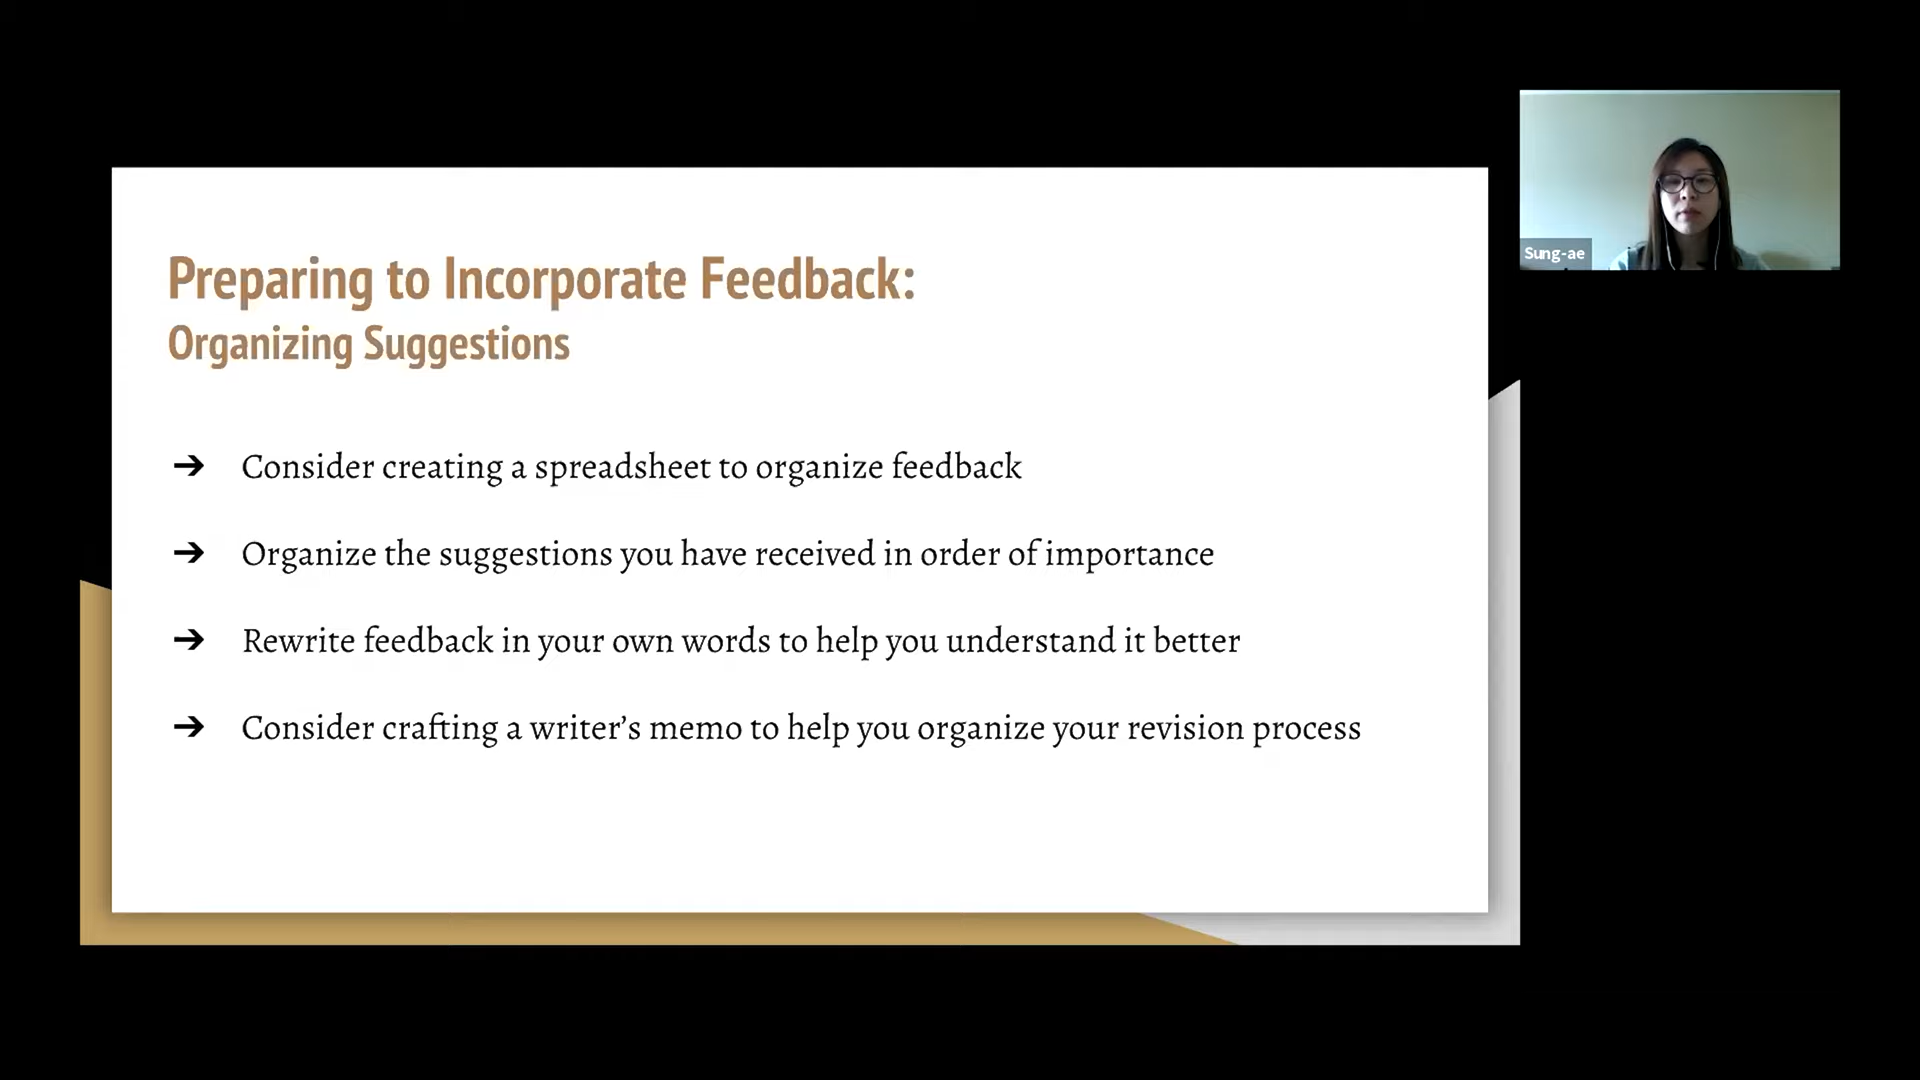 Preparing to Incorporate Feedback:
Organizing Suggestions
➔ Consider creating a spreadsheet to organize feedback
➔ Organize the suggestions you have received in order of importance
➔ Rewrite feedback in your own words to help you understand it better
➔ Consider crafting a writer’s memo to help you organize your revision process
Sung-ae